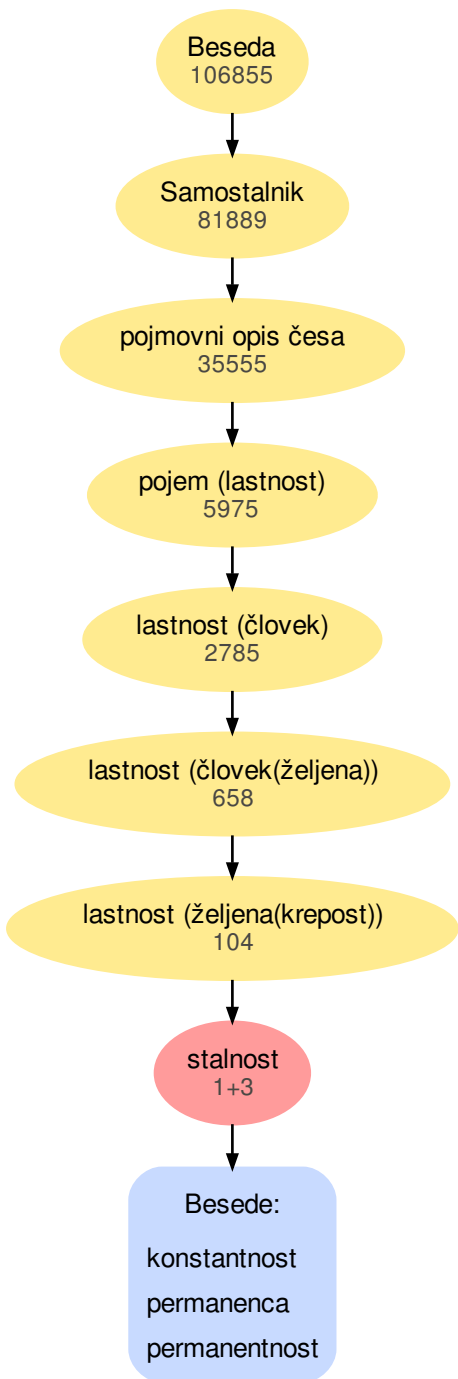 Beseda
106855
Samostalnik
81889
pojmovni opis česa
35555
pojem (lastnost)
5975
lastnost (človek)
2785
lastnost (človek(željena))
658
lastnost (željena(krepost))
104
stalnost
1+3
Besede:
konstantnost
permanenca
permanentnost